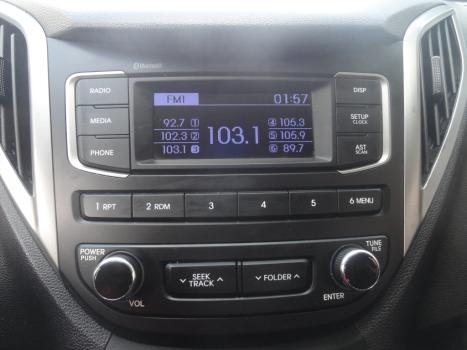 Bluetooth
RADIO
MEDIA
PHONE
FM1 01:57
92.7 1 4 105.3
102.3 2 103.1 5 105.9
103.1 3 6 89.7
DISP
SETUP
CLOCK
AST
SCAN
1 RPT 2 RDM 3 4 5 6 MENU
POWER
PUSH
VOL
∨ SEEK ∧
TRACK
∨ FOLDER ∧
TUNE
FILE
ENTER